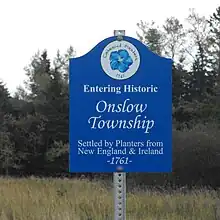 Entering Historic
Onslow
Township
Settled by Planters from
New England & Ireland
-1761-